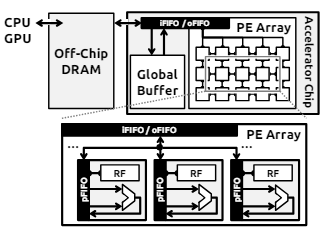 CPU
GPU
Off-Chip
DRAM
iFIFO / oFIFO
PE Array
Global
Buffer
Accelerator Chip
iFIFO / oFIFO
PE Array
...
...
pFIFO
RF
pFIFO
RF
pFIFO
RF